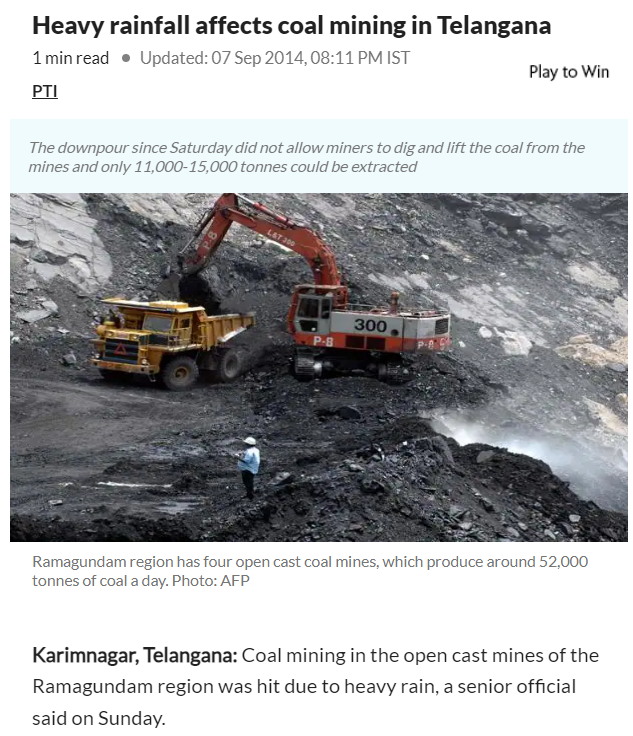 Heavy rainfall affects coal mining in Telangana
1 min read • Updated: 07 Sep 2014, 08:11 PM IST
Play to Win
PTI
The downpour since Saturday did not allow miners to dig and lift the coal from the
mines and only 11,000-15,000 tonnes could be extracted
L&T 300
P-8
300
P-8
P-8
Ramagundam region has four open cast coal mines, which produce around 52,000
tonnes of coal a day. Photo: AFP
Karimnagar, Telangana: Coal mining in the open cast mines of the
Ramagundam region was hit due to heavy rain, a senior official
said on Sunday.